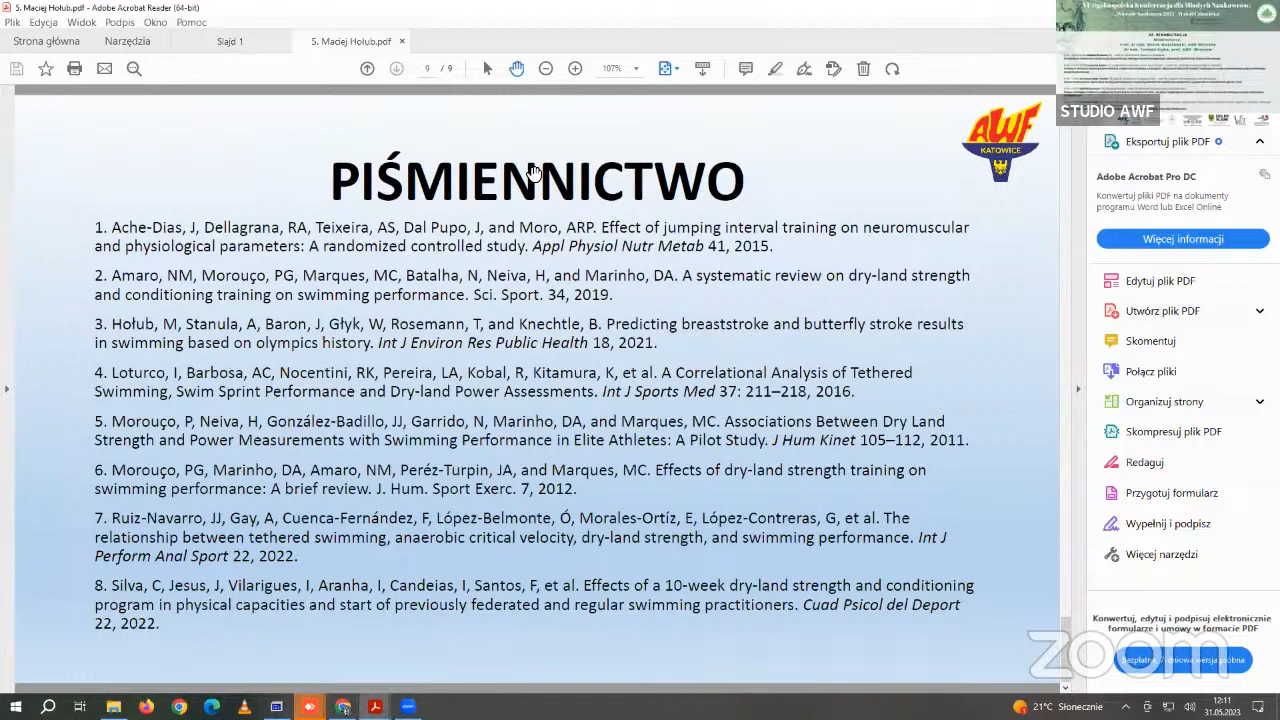 5. Maciej Hołub.pdf - Adobe Acrobat Reader (64-bit)
Plik Edycja Widok Podpis Okno Pomoc
VI Ogólnopolska Konferencja dla Młodych Naukowców:
STUDIO AWF
AWF
KATOWICE
PIŚMIENNICTWO
1. Ache-Dias, J, Dellagrana, RA, Teixeira, AS, Dal Pupo, J, and Moro, ARP. Effect of jumping interval training on neuromuscular
and physiological parameters: A randomized controlled study. Appl Physiol Nutr Metab 41, 2015.
2. Amaro, NM, Morouço, PG, Marques, MC, Batalha, N, Neiva, H, and Marinho, DA. A systematic review on dry-land strength
and conditioning training on swimming performance. Sci. Sport. 34, 2019.
3. Hołub, M, Stanula, A, Baron, J, Głyk, W, Rosemann, T, and Knechtle, B. Predicting breaststroke and butterfly stroke results
in swimming based on olympics history. Int J Environ Res Public Health 18, 2021.
4. Loturco, I, Barbosa, AC, Nocentini, RK, Pereira, LA, Kobal, R, Kitamura, K, et al. A Correlational Analysis of Tethered
Swimming, Swim Sprint Performance and Dry-land Power Assessments. Int J Sports Med 37: 211–218, 2016.
5. Morouço, P, Neiva, H, González-Badillo, JJ, Garrido, N, Marinho, DA, and Marques, MC. Associations Between Dry Land
Strength and Power Measurements with Swimming Performance in Elite Athletes: A Pilot Study. J Hum Kinet 105–112, 2011.
6. Morouço, PG, Marinho, DA, Amaro, NM, Peréz-Turpin, JA, and Marques, MC. Effects of dry-land strength training on
swimming performance: A brief review. J. Hum. Sport Exerc. 7, 2012.
7. Ruiz-Navarro, JJ, Gay, A, Cuenca-Fernández, F, López-Belmonte, Ó, Morales-Ortíz, E, López-Contreras, G, et al. The
relationship between tethered swimming, anaerobic critical velocity, dry-land strength, and swimming performance. Int J
Perform Anal Sport 22, 2022.
8. Silva, C, Jesus, J, Vilarigues, I, Aranha, J, Candeias, I, Santos, F, et al. Effects of a 10-week dry-land strength and conditioning
program in physical capacities and start of previously federated and regular swimming practitioners. Cuad Psicol del Deport
22, 2022.
Eksportuj plik PDF
Adobe Acrobat Pro DC
Konwertuj pliki PDF na dokumenty
programu Word lub Excel Online
Więcej informacji
Edytuj plik PDF
Utwórz plik PDF
Skomentuj
Połącz pliki
Organizuj strony
Skompresuj plik PDF
Redaguj
Przygotuj formularz
Wypełnij i podpisz
Więcej narzędzi
Konwertuj, edytuj i podpisuj elektronicznie
formularze i umowy w formacie PDF
Bezpłatna 7-dniowa wersja próbna
zoom
21°C Słonecznie
12:11
31.05.2023